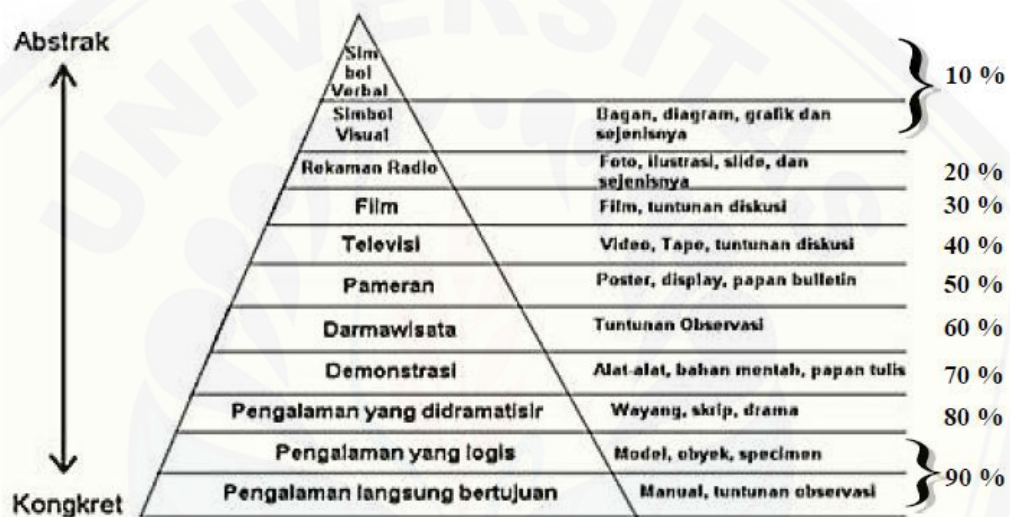 Abstrak
Sim
bol
Verbal
10 %
Simbol
Visual
Bagan, diagram, grafik dan
sejenisnya
Rekaman Radio
Foto, ilustrasi, slide, dan
sejenisnya
20 %
Film
Film, tuntunan diskusi
30 %
Televisi
Video, Tape, tuntunan diskusi
40 %
Pameran
Poster, display, papan bulletin
50 %
Darmawisata
Tuntunan Observasi
60 %
Demonstrasi
Alat-alat, bahan mentah, papan tulis
70 %
Pengalaman yang didramatisir
Wayang, skrip, drama
80 %
Pengalaman yang logis
Model, obyek, specimen
90 %
Kongkret
Pengalaman langsung bertujuan
Manual, tuntunan observasi
UNIVERSITAS